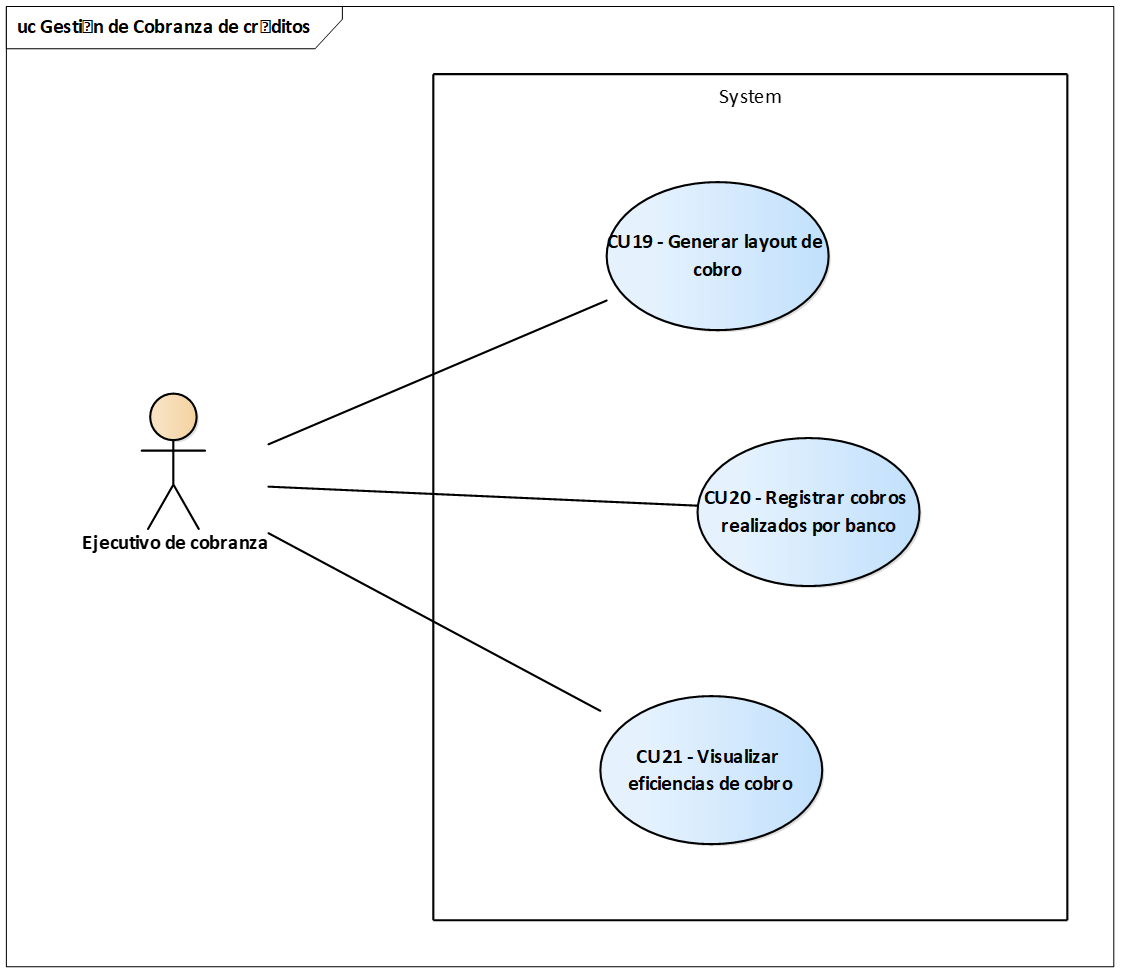 uc Gesti�n de Cobranza de cr�ditos
System
CU19 - Generar layout de
cobro
CU20 - Registrar cobros
realizados por banco
Ejecutivo de cobranza
CU21 - Visualizar
eficiencias de cobro